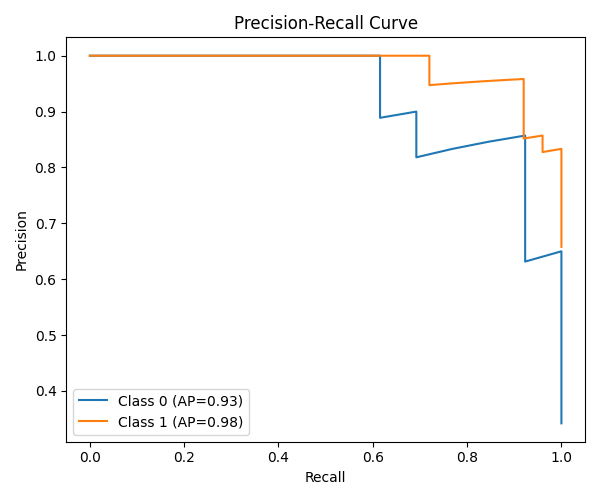 Precision-Recall Curve
1.0
0.9
0.8
0.7
0.6
0.5
0.4
Precision
Class 0 (AP=0.93)
Class 1 (AP=0.98)
0.0 0.2 0.4 0.6 0.8 1.0
Recall